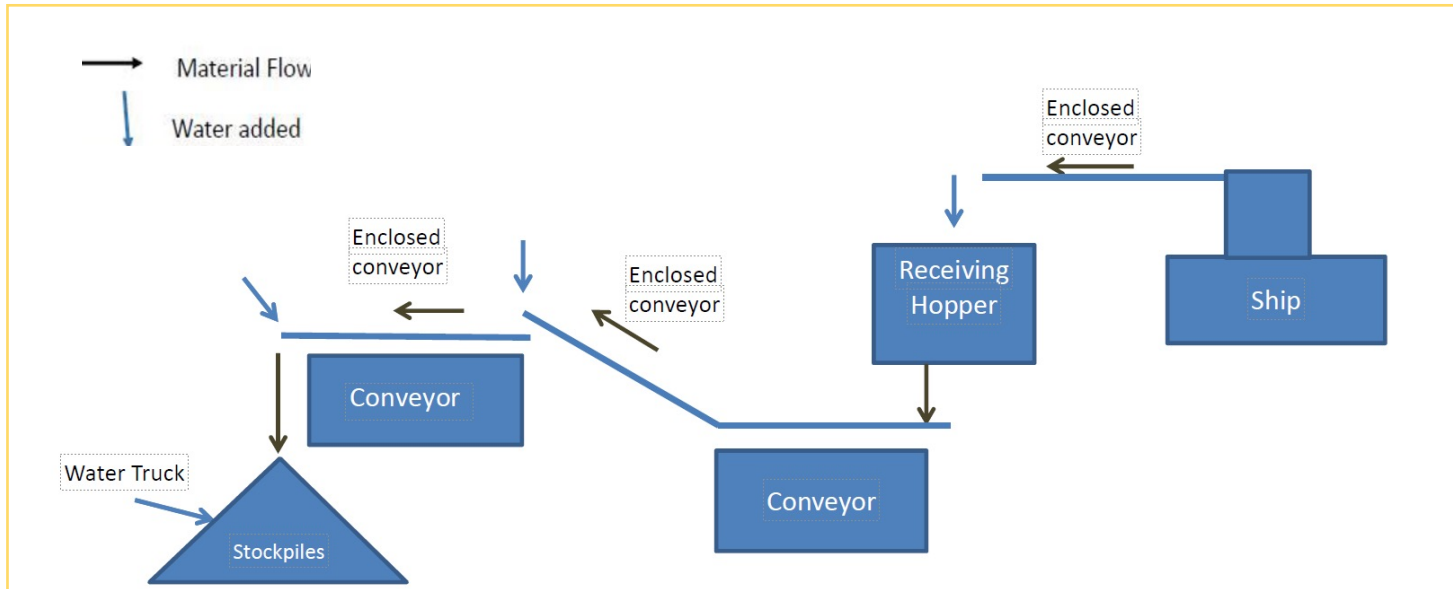 Material Flow
Water added
Enclosed
conveyor
Enclosed
conveyor
Enclosed
conveyor
Receiving
Hopper
Ship
Conveyor
Water Truck
Conveyor
Stockpiles